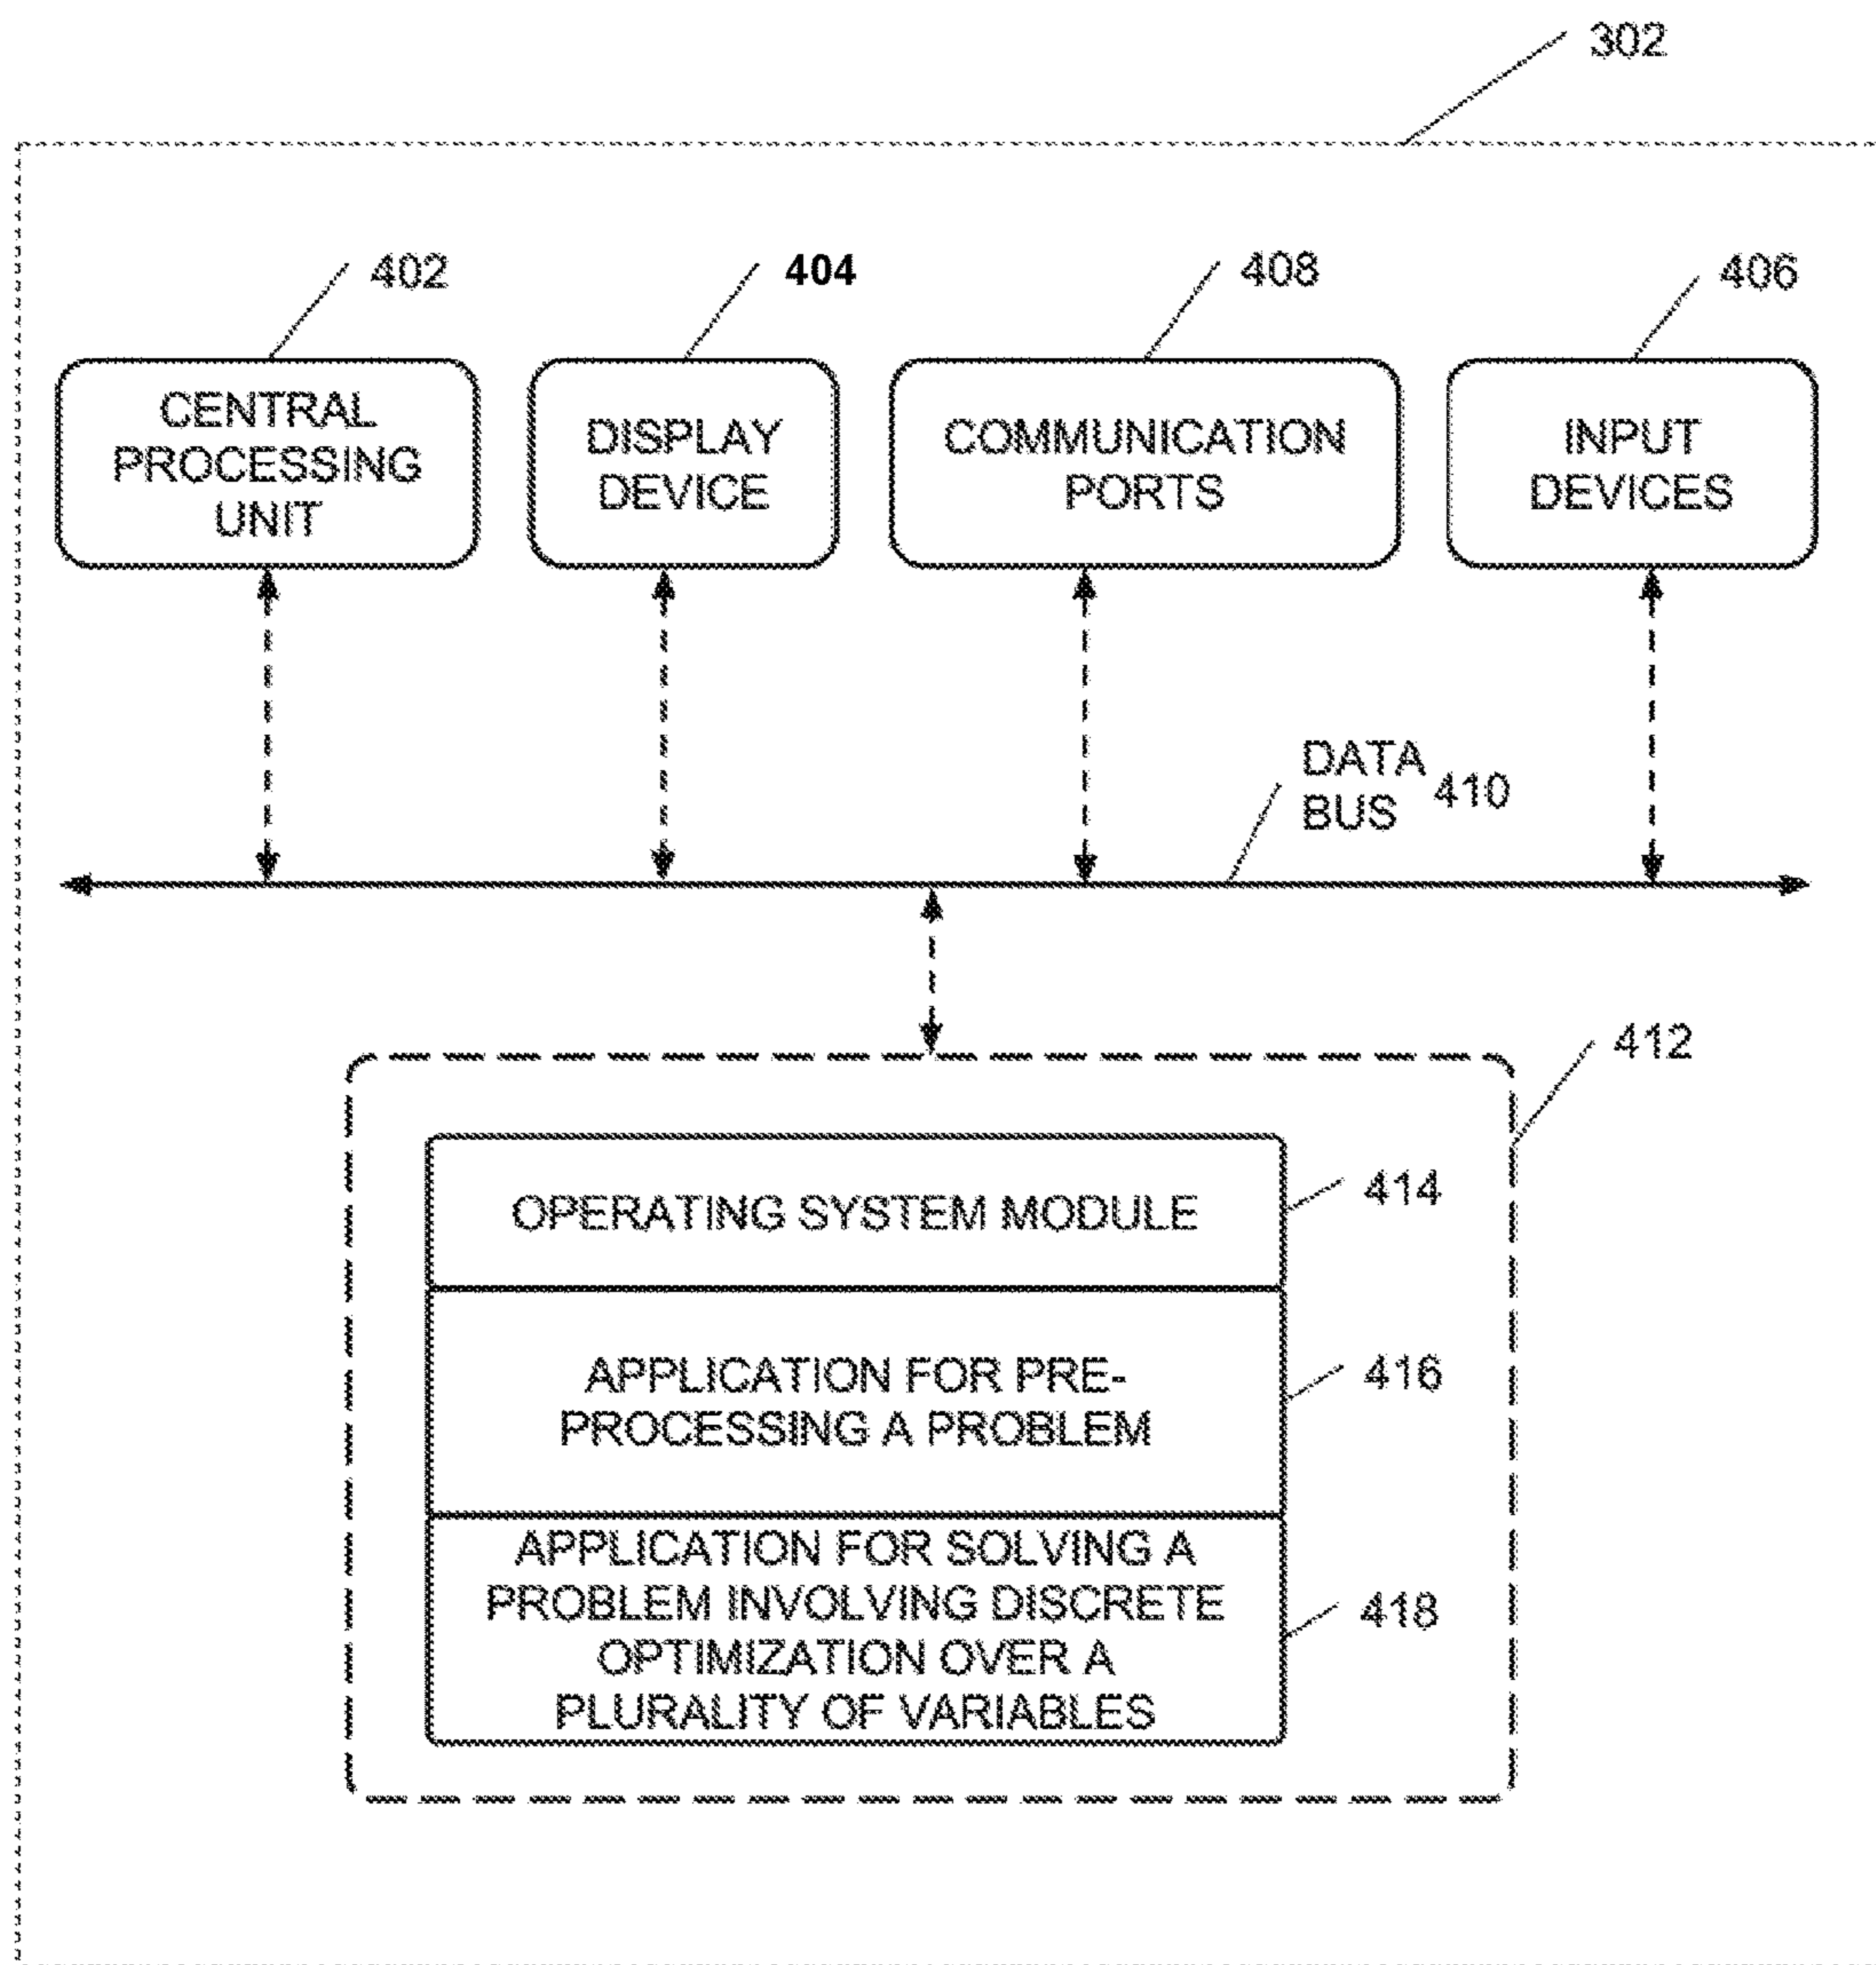 302
402
404
408
406
CENTRAL
PROCESSING
UNIT
DISPLAY
DEVICE
COMMUNICATION
PORTS
INPUT
DEVICES
DATA
BUS
410
412
OPERATING SYSTEM MODULE
414
APPLICATION FOR PRE-
PROCESSING A PROBLEM
416
APPLICATION FOR SOLVING A
PROBLEM INVOLVING DISCRETE
OPTIMIZATION OVER A
PLURALITY OF VARIABLES
418